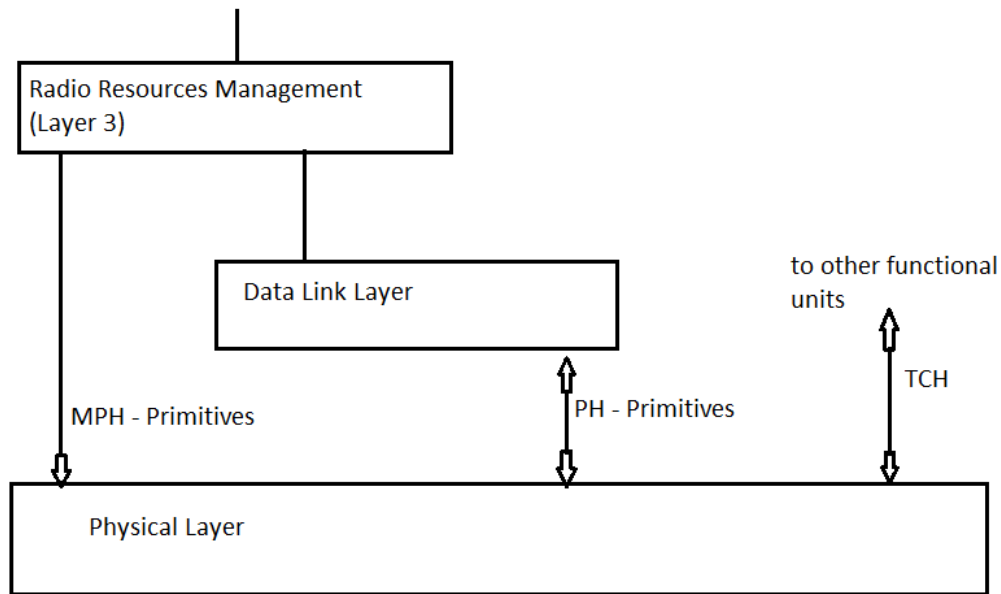 Radio Resources Management
(Layer 3)
to other functional
units
Data Link Layer
TCH
MPH - Primitives
PH - Primitives
Physical Layer